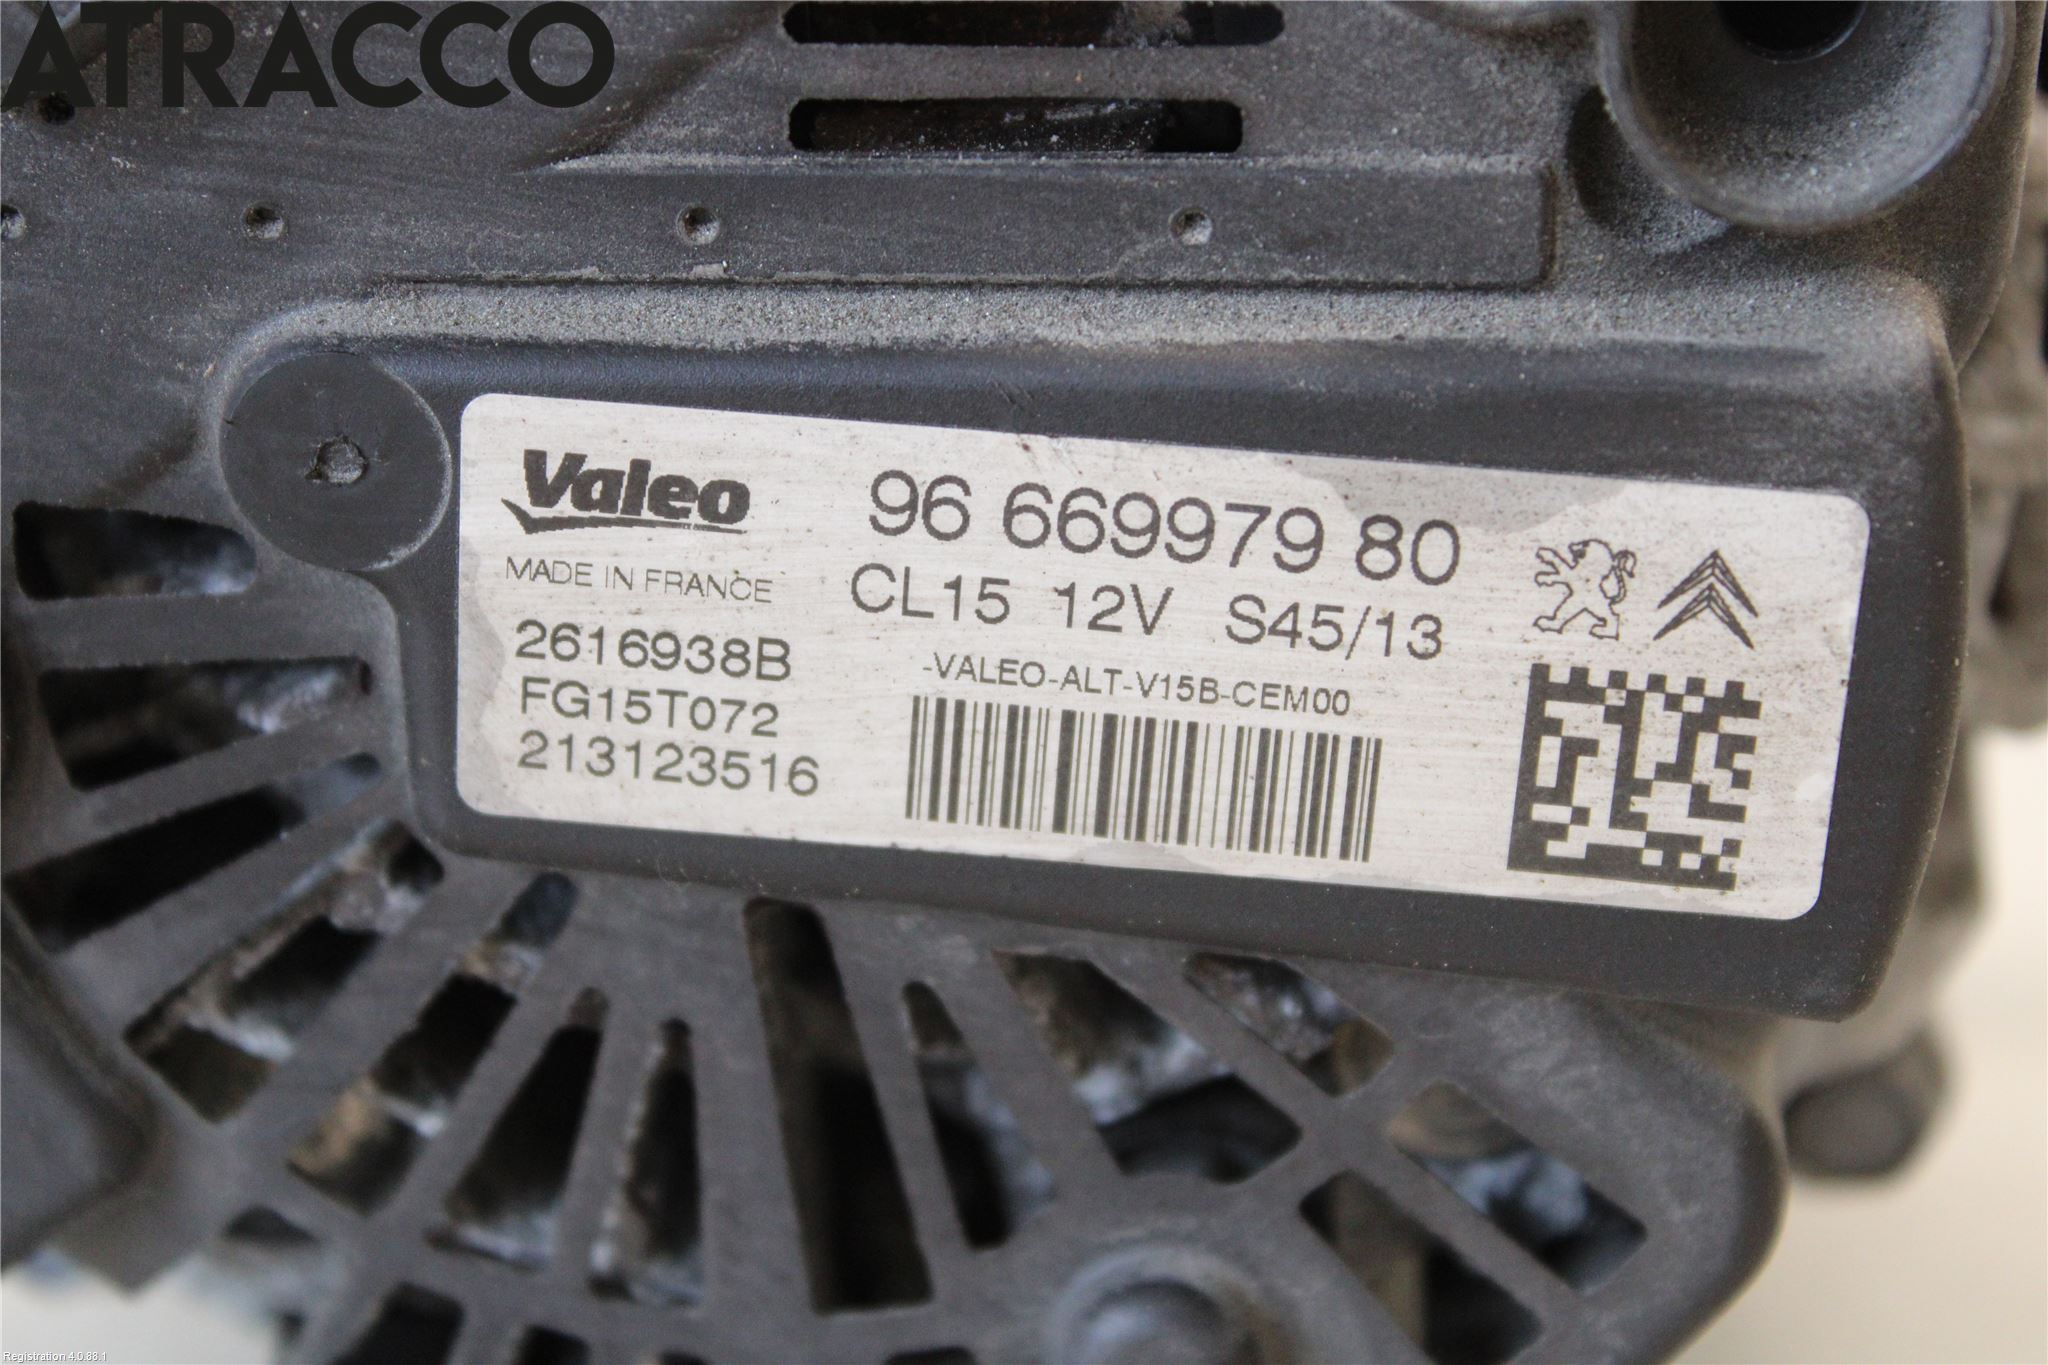 ATRACCO
Valeo
MADE IN FRANCE
2616938B
FG15T072
213123516
96 669979 80
CL15 12V S45/13
-VALEO-ALT-V15B-CEM00
Registration 4.0.88.1